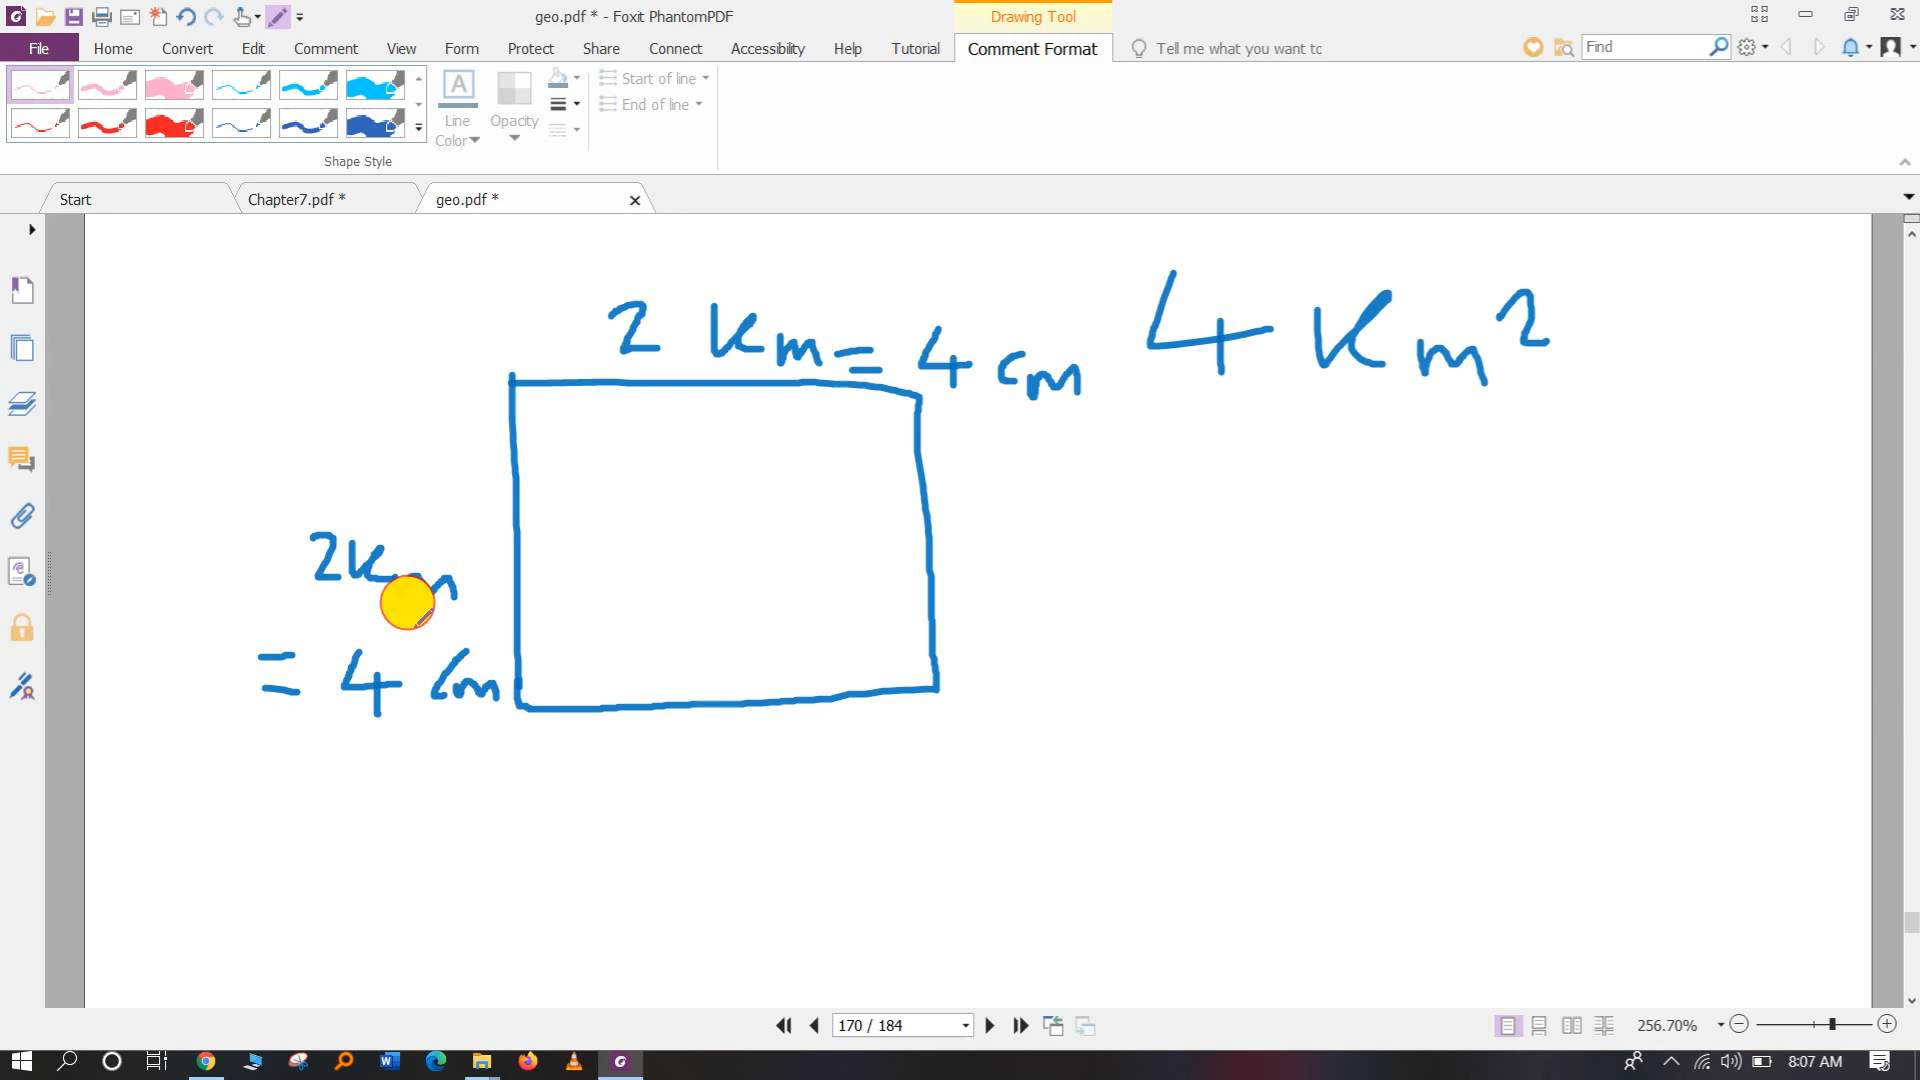 geo.pdf * - Foxit PhantomPDF
Drawing Tool
File Home Convert Edit Comment View Form Protect Share Connect Accessibility Help Tutorial Comment Format Tell me what you want to Find
Line Color
Opacity
Start of line
End of line
Shape Style
Start Chapter7.pdf * geo.pdf *
2 Km = 4 cm 4 Km²
2Km
= 4 Cm
170 / 184
256.70%
8:07 AM